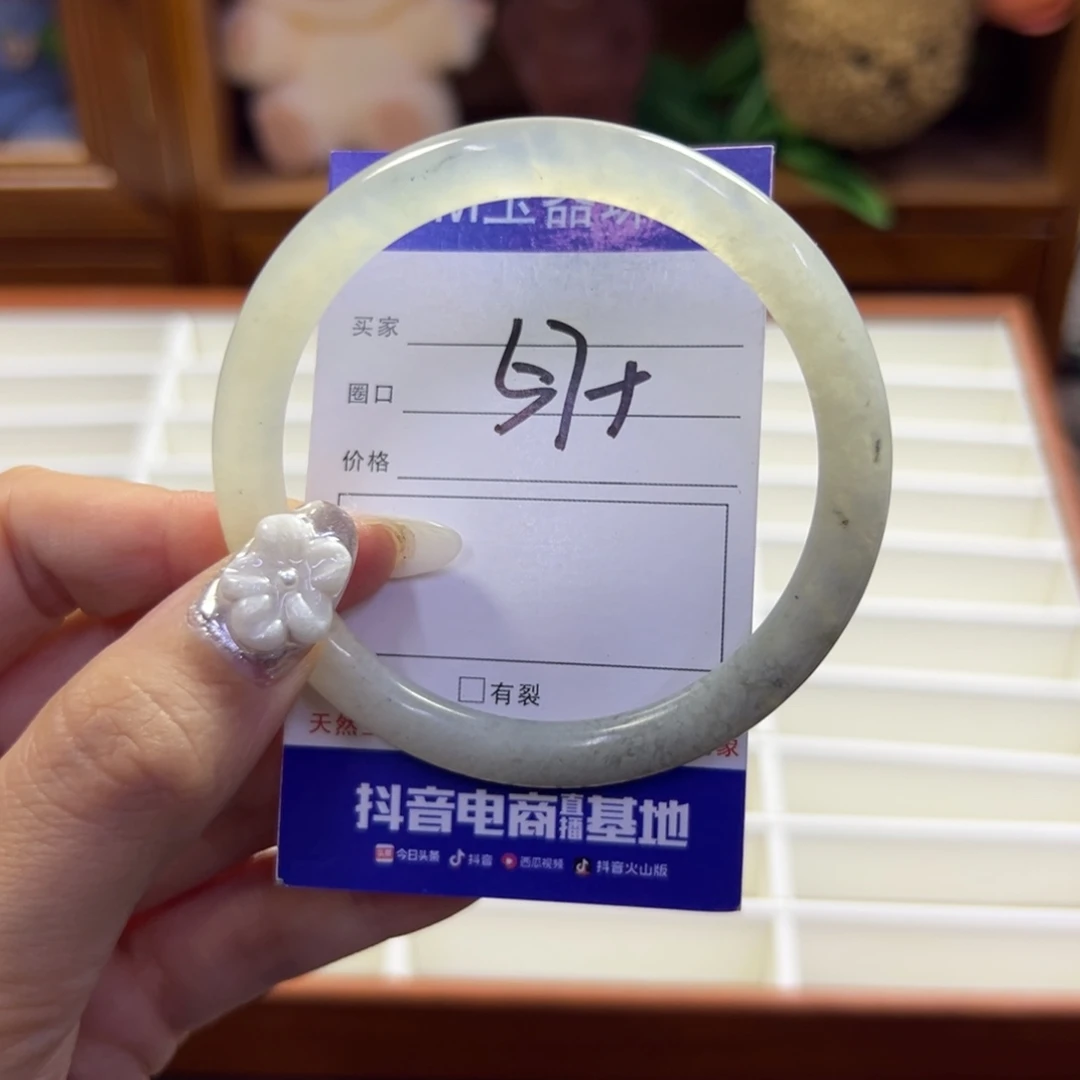 买家
圈口
57+
价格
□有裂
天然
家
抖音电商直播基地
今日头条 抖音 西瓜视频 抖音火山版